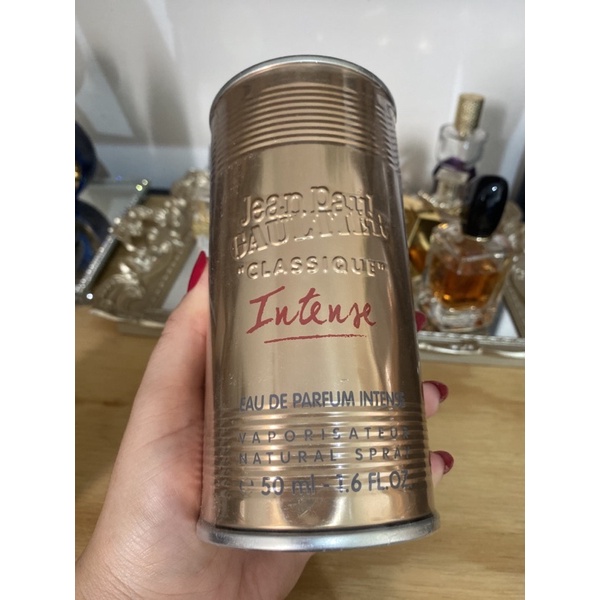 Jean Paul
GAULTIER
"CLASSIQUE"
Intense
EAU DE PARFUM INTENSE
VAPORISATEUR
NATURAL SPRAY
℮ 50 ml - 1.6 FL.OZ